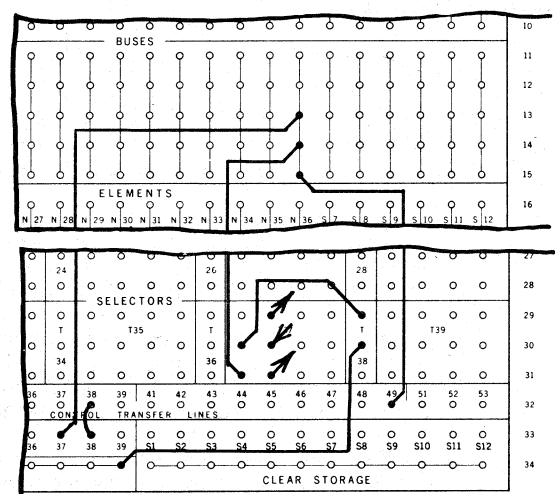 10
BUSES
11
12
13
14
15
ELEMENTS
16
N 27 N 28 N 29 N 30 N 31 N 32 N 33 N 34 N 35 N 36 S 7 S 8 S 9 S 10 S 11 S 12
27
24 26 28
28
SELECTORS
29
T T35 T T T39
30
34 36 38
31
36 37 38 39 41 42 43 44 45 46 47 48 49 51 52 53
32
CONTROL TRANSFER LINES
33
36 37 38 39 S1 S2 S3 S4 S5 S6 S7 S8 S9 S10 S11 S12
34
CLEAR STORAGE